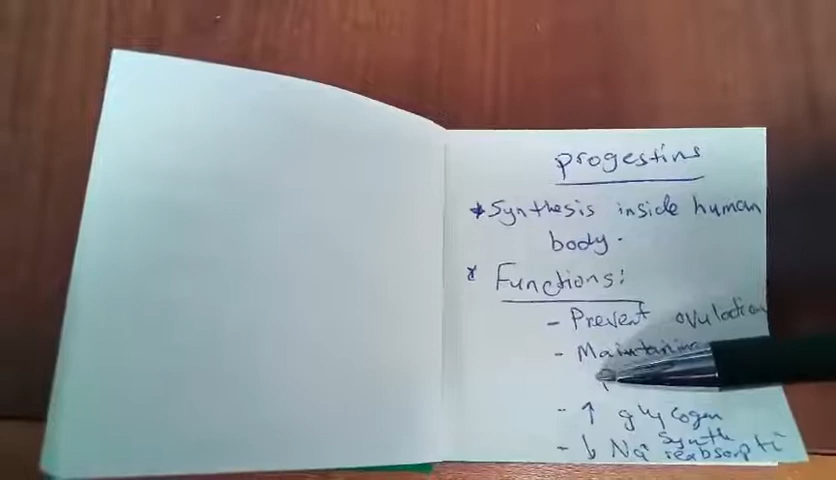 progestins
* Synthesis inside human
body.
* Functions:
- Prevent ovulation
- Maintaining
- ↑ glycogen
synth
- ↓ Na⁺ reabsorpti